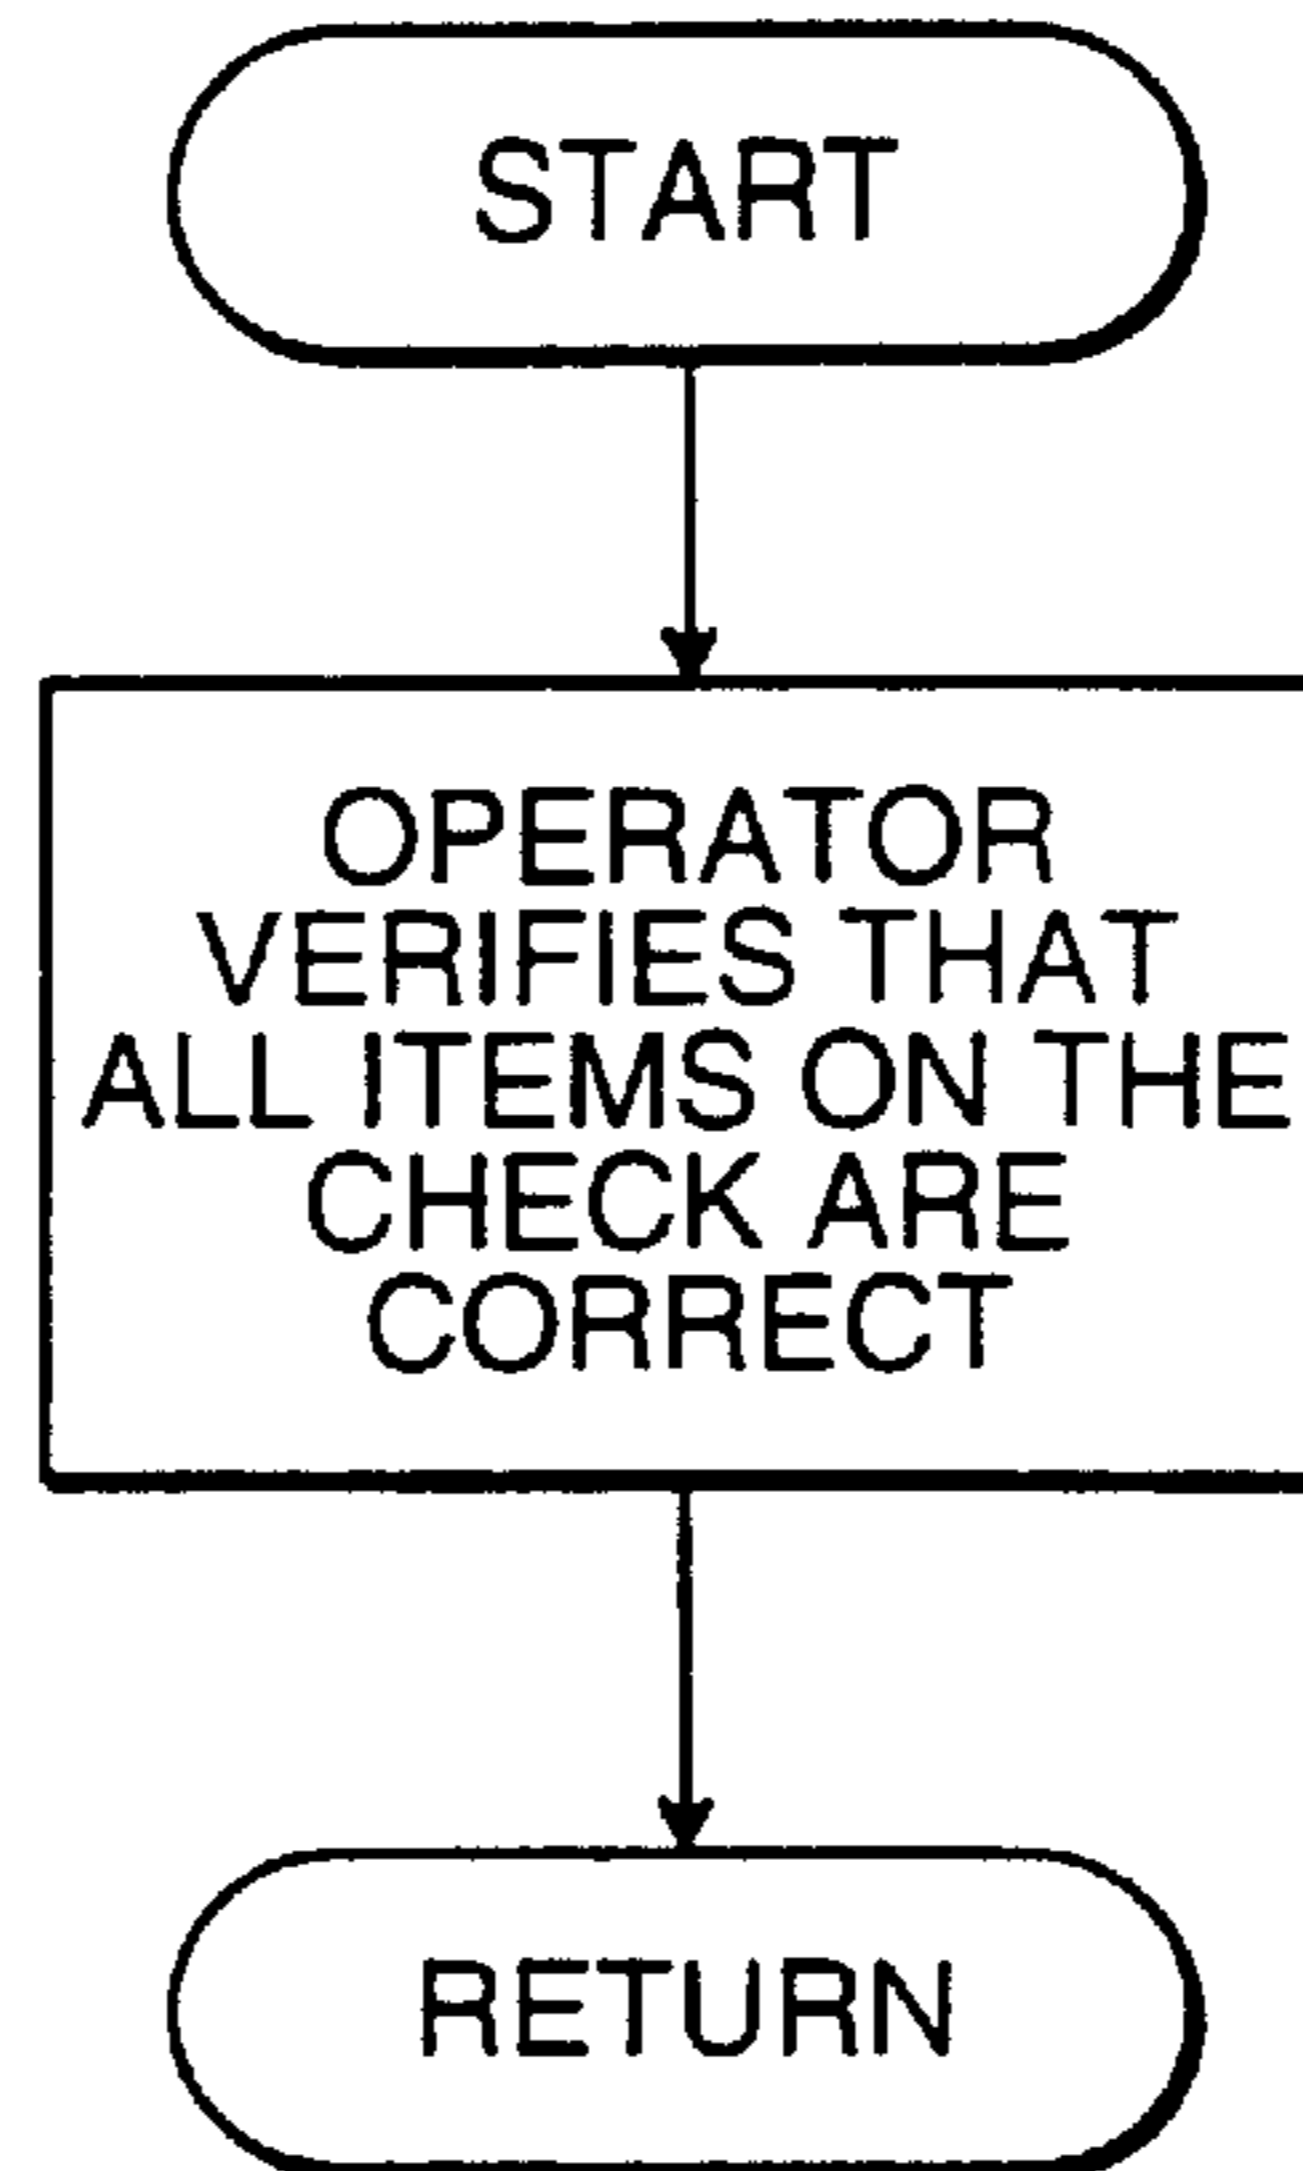 START
OPERATOR
VERIFIES THAT
ALL ITEMS ON THE
CHECK ARE
CORRECT
RETURN